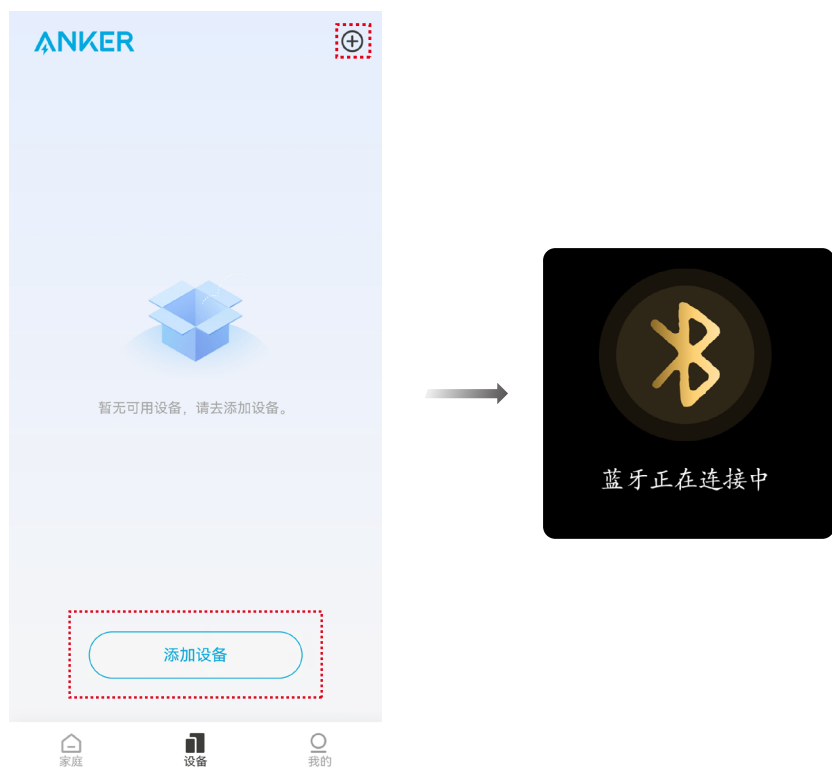 ANKER
暂无可用设备，请去添加设备。
蓝牙正在连接中
添加设备
家庭
设备
我的